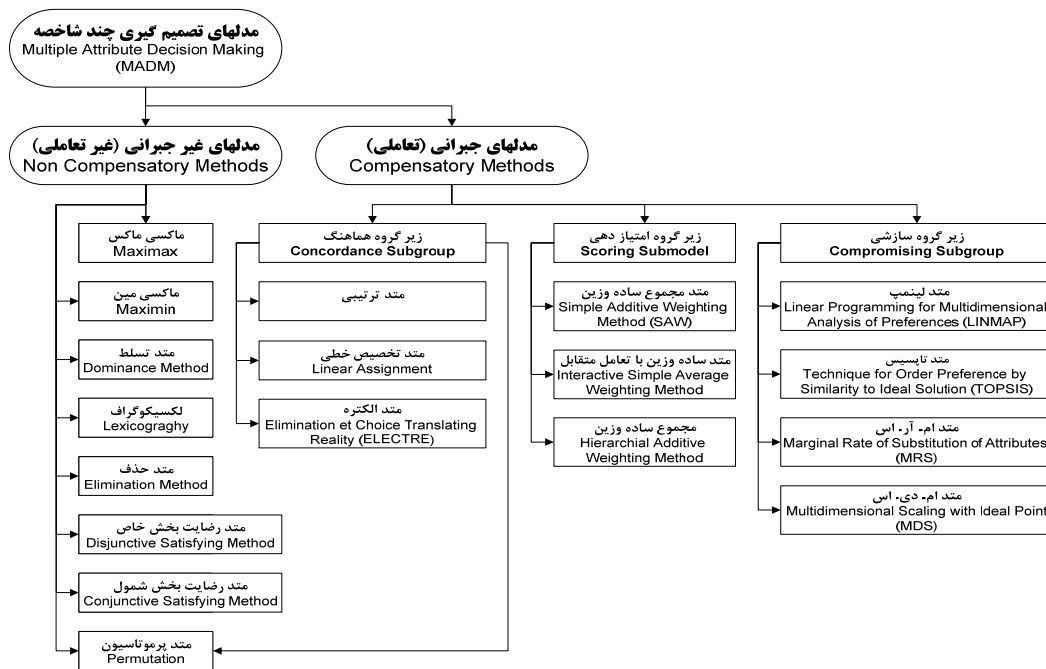 مدلهای تصمیم گیری چند شاخصه
Multiple Attribute Decision Making
(MADM)
مدلهای غیر جبرانی (غیر تعاملی)
Non Compensatory Methods
مدلهای جبرانی (تعاملی)
Compensatory Methods
ماکسی ماکس
Maximax
ماکسی مین
Maximin
متد تسلط
Dominance Method
لکسیکوگراف
Lexicograghy
متد حذف
Elimination Method
متد رضایت بخش خاص
Disjunctive Satisfying Method
متد رضایت بخش شمول
Conjunctive Satisfying Method
متد پرموتاسیون
Permutation
زیر گروه هماهنگ
Concordance Subgroup
متد ترتیبی
متد تخصیص خطی
Linear Assignment
متد الکتره
Elimination et Choice Translating
Reality (ELECTRE)
زیر گروه امتیاز دهی
Scoring Submodel
متد مجموع ساده وزین
Simple Additive Weighting
Method (SAW)
متد ساده وزین با تعامل متقابل
Interactive Simple Average
Weighting Method
مجموع ساده وزین
Hierarchial Additive
Weighting Method
زیر گروه سازشی
Compromising Subgroup
متد لینمپ
Linear Programming for Multidimensional
Analysis of Preferences (LINMAP)
متد تاپسیس
Technique for Order Preference by
Similarity to Ideal Solution (TOPSIS)
متد ام. آر. اس
Marginal Rate of Substitution of Attributes
(MRS)
متد ام. دی. اس
Multidimensional Scaling with Ideal Point
(MDS)